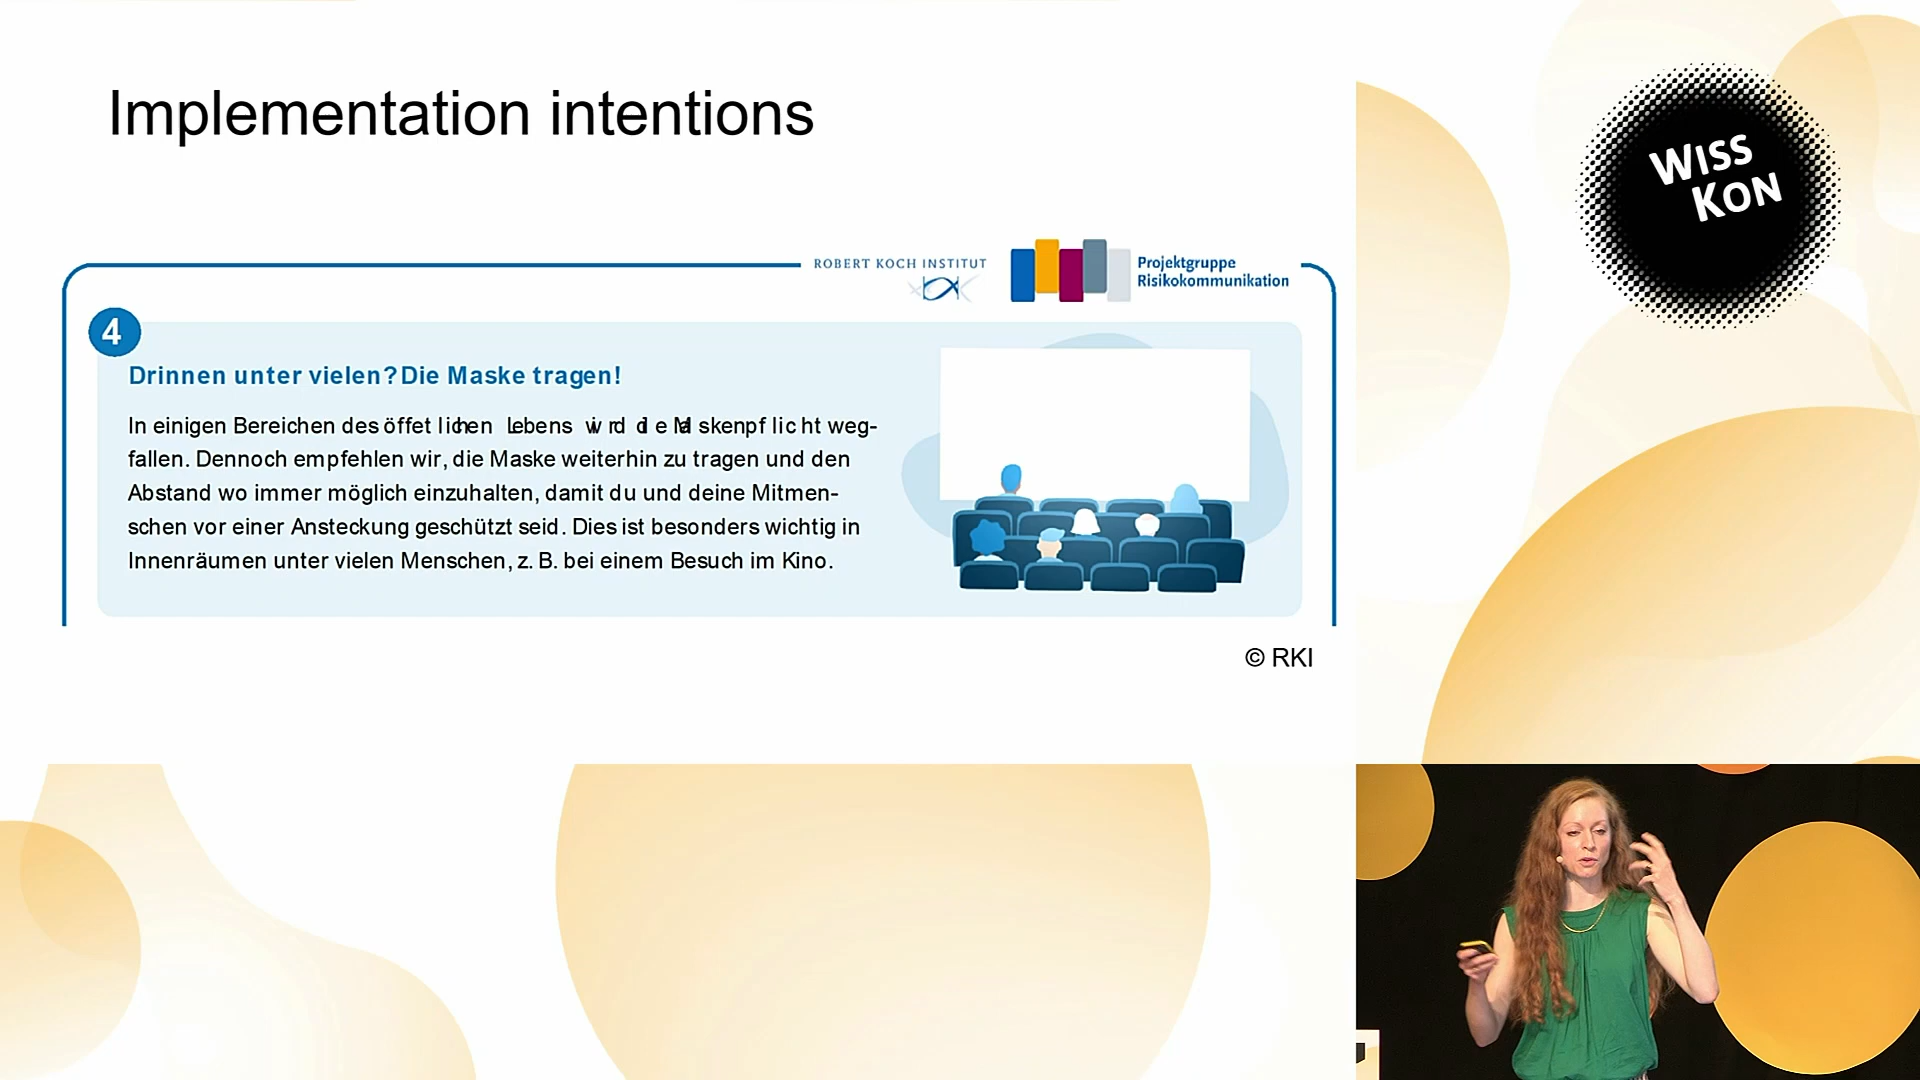 Implementation intentions
WISS
KON
ROBERT KOCH INSTITUT
Projektgruppe
Risikokommunikation
4
Drinnen unter vielen? Die Maske tragen!
In einigen Bereichen des öffetlichen Lebens wird die Maskenpflicht weg-
fallen. Dennoch empfehlen wir, die Maske weiterhin zu tragen und den
Abstand wo immer möglich einzuhalten, damit du und deine Mitmen-
schen vor einer Ansteckung geschützt seid. Dies ist besonders wichtig in
Innenräumen unter vielen Menschen, z. B. bei einem Besuch im Kino.
© RKI